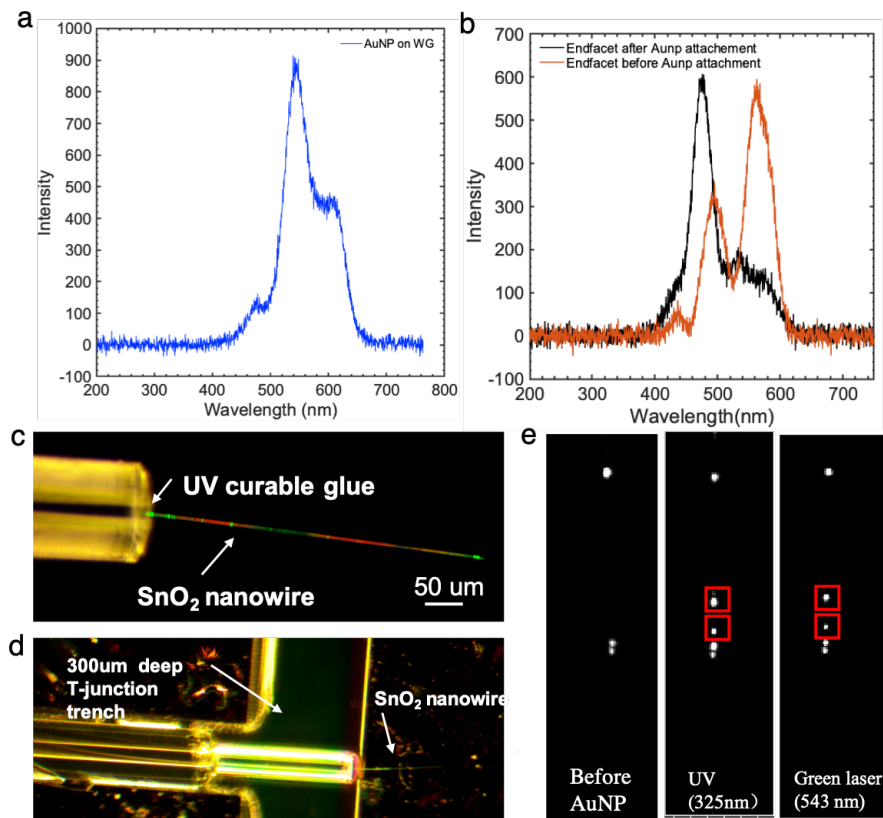 a
AuNP on WG
1000
900
800
700
600
500
400
300
200
100
0
-100
Intensity
200
300
400
500
600
700
800
Wavelength (nm)
b
Endfacet after Aunp attachement
Endfacet before Aunp attachment
700
600
500
400
300
200
100
0
-100
Intensity
200
300
400
500
600
700
Wavelength(nm)
c
UV curable glue
SnO₂ nanowire
50 um
d
300um deep
T-junction
trench
SnO₂ nanowire
e
Before
AuNP
UV
(325nm)
Green laser
(543 nm)